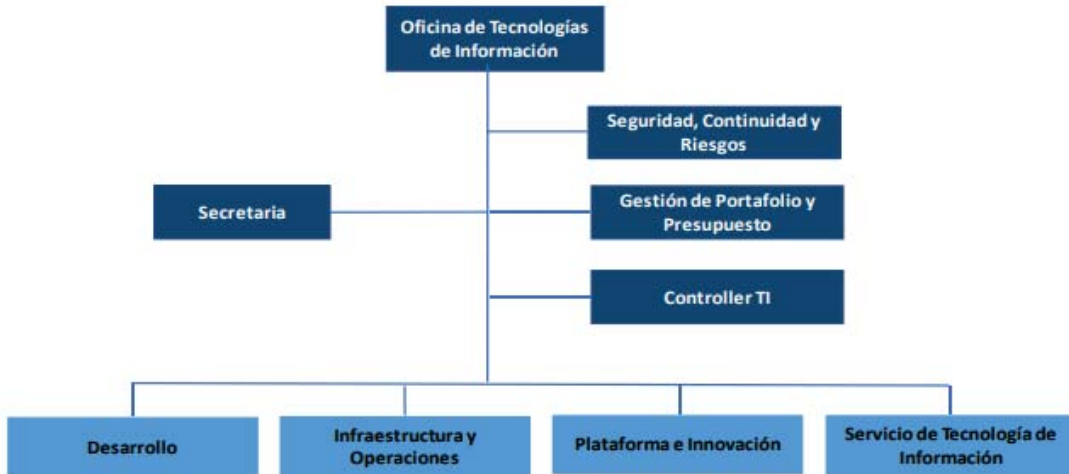 Oficina de Tecnologías
de Información
Seguridad, Continuidad y
Riesgos
Secretaria
Gestión de Portafolio y
Presupuesto
Controller TI
Desarrollo
Infraestructura y
Operaciones
Plataforma e Innovación
Servicio de Tecnología de
Información